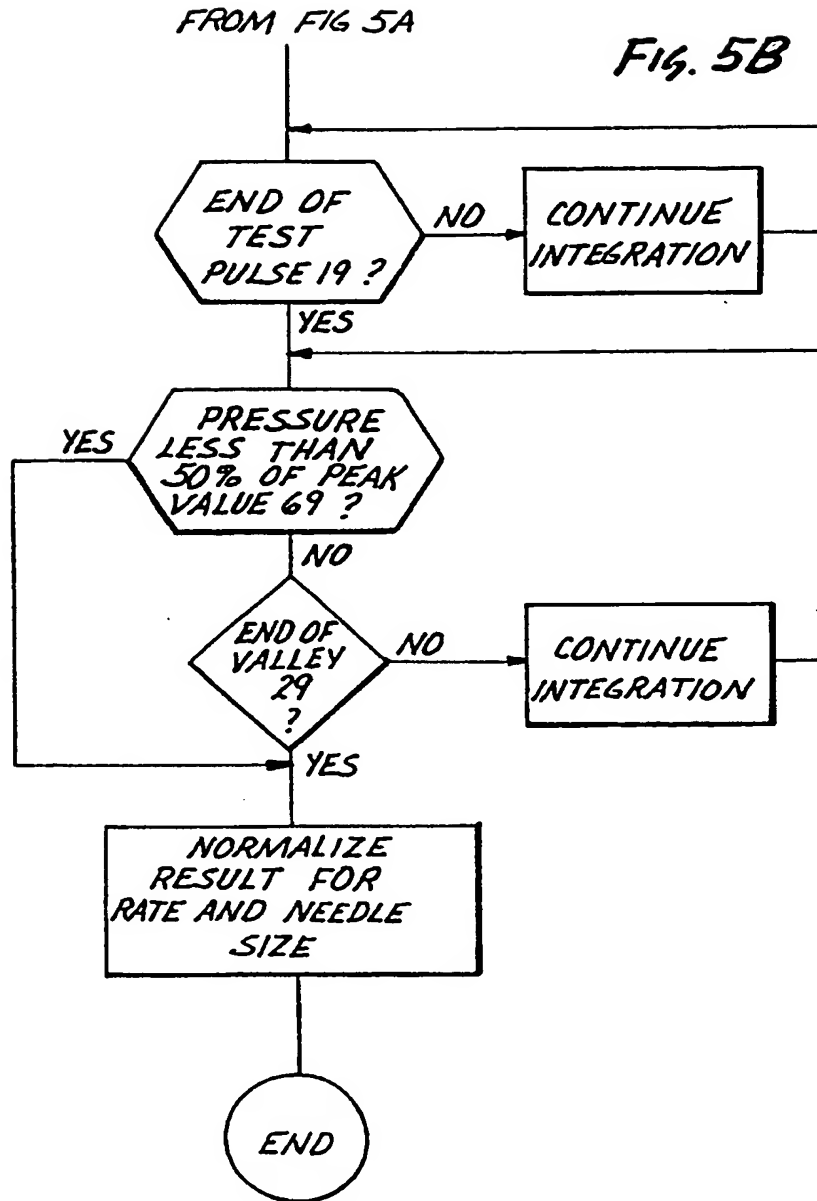 FROM FIG 5A
FIG. 5B
END OF
TEST
PULSE 19 ?
NO
CONTINUE
INTEGRATION
YES
PRESSURE
LESS THAN
50% OF PEAK
VALUE 69 ?
YES
NO
END OF
VALLEY
29
?
NO
CONTINUE
INTEGRATION
YES
NORMALIZE
RESULT FOR
RATE AND NEEDLE
SIZE
END